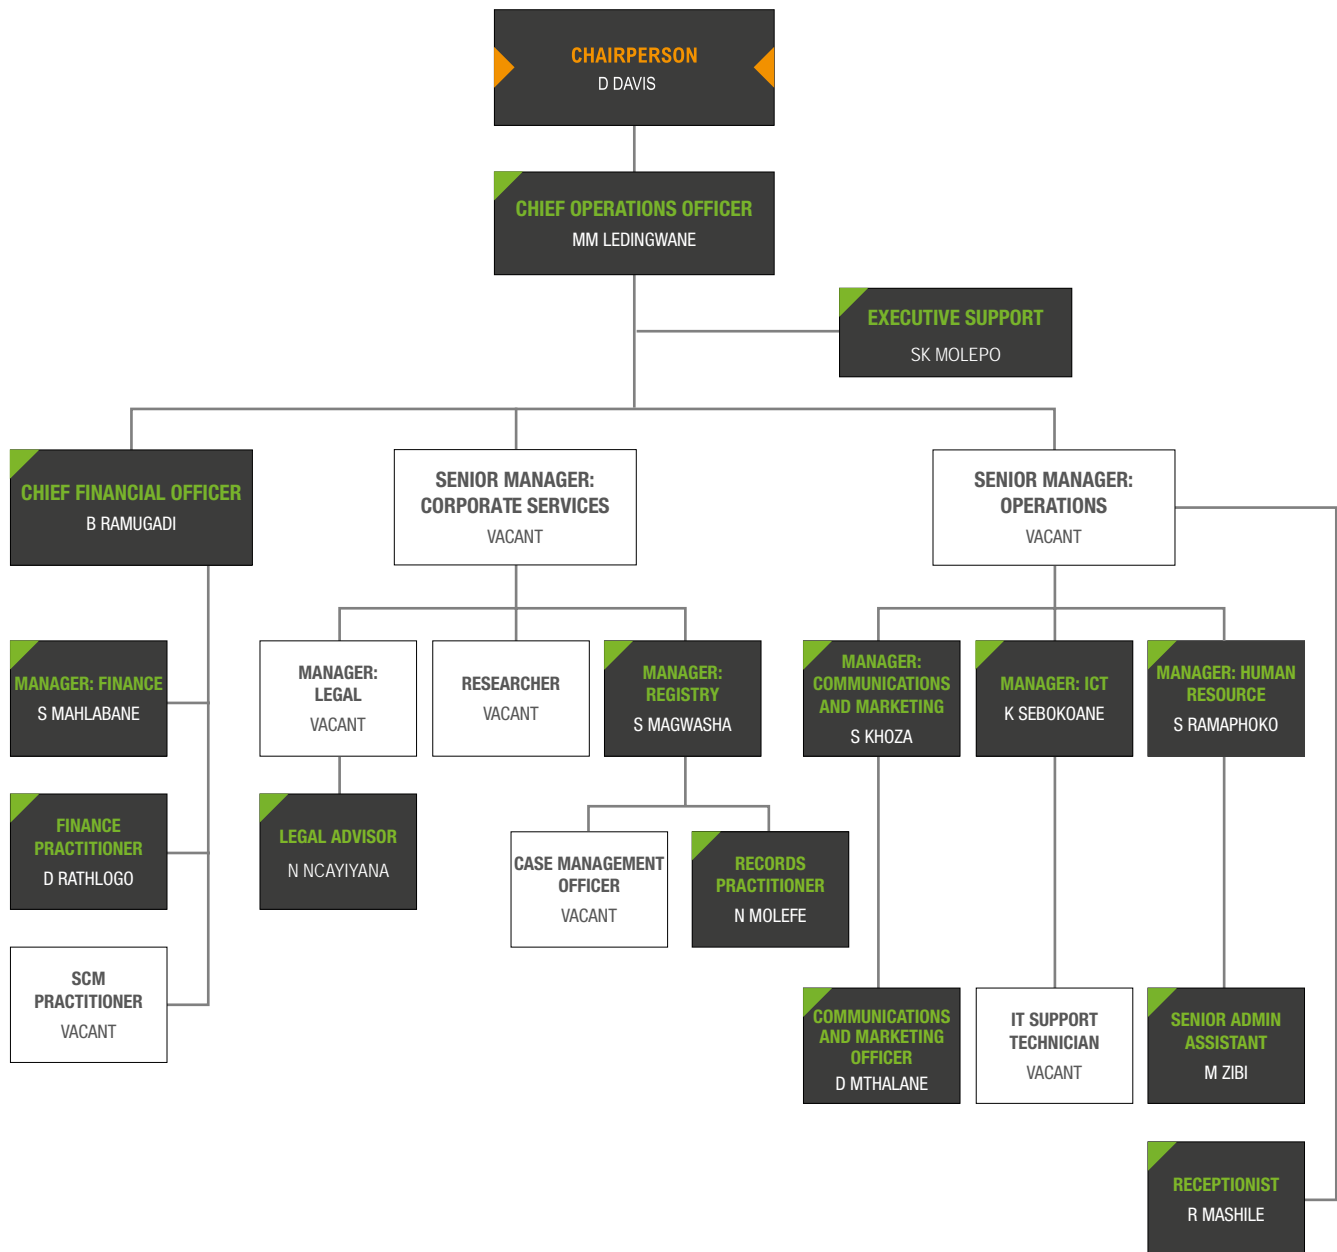 CHAIRPERSON
D DAVIS
CHIEF OPERATIONS OFFICER
MM LEDINGWANE
EXECUTIVE SUPPORT
SK MOLEPO
CHIEF FINANCIAL OFFICER
B RAMUGADI
SENIOR MANAGER:
CORPORATE SERVICES
VACANT
SENIOR MANAGER:
OPERATIONS
VACANT
MANAGER: FINANCE
S MAHLABANE
MANAGER:
LEGAL
VACANT
RESEARCHER
VACANT
MANAGER:
REGISTRY
S MAGWASHA
MANAGER:
COMMUNICATIONS
AND MARKETING
S KHOZA
MANAGER: ICT
K SEBOKOANE
MANAGER: HUMAN
RESOURCE
S RAMAPHOKO
FINANCE
PRACTITIONER
D RATHLOGO
LEGAL ADVISOR
N NCAYIYANA
CASE MANAGEMENT
OFFICER
VACANT
RECORDS
PRACTITIONER
N MOLEFE
SCM
PRACTITIONER
VACANT
COMMUNICATIONS
AND MARKETING
OFFICER
D MTHALANE
IT SUPPORT
TECHNICIAN
VACANT
SENIOR ADMIN
ASSISTANT
M ZIBI
RECEPTIONIST
R MASHILE